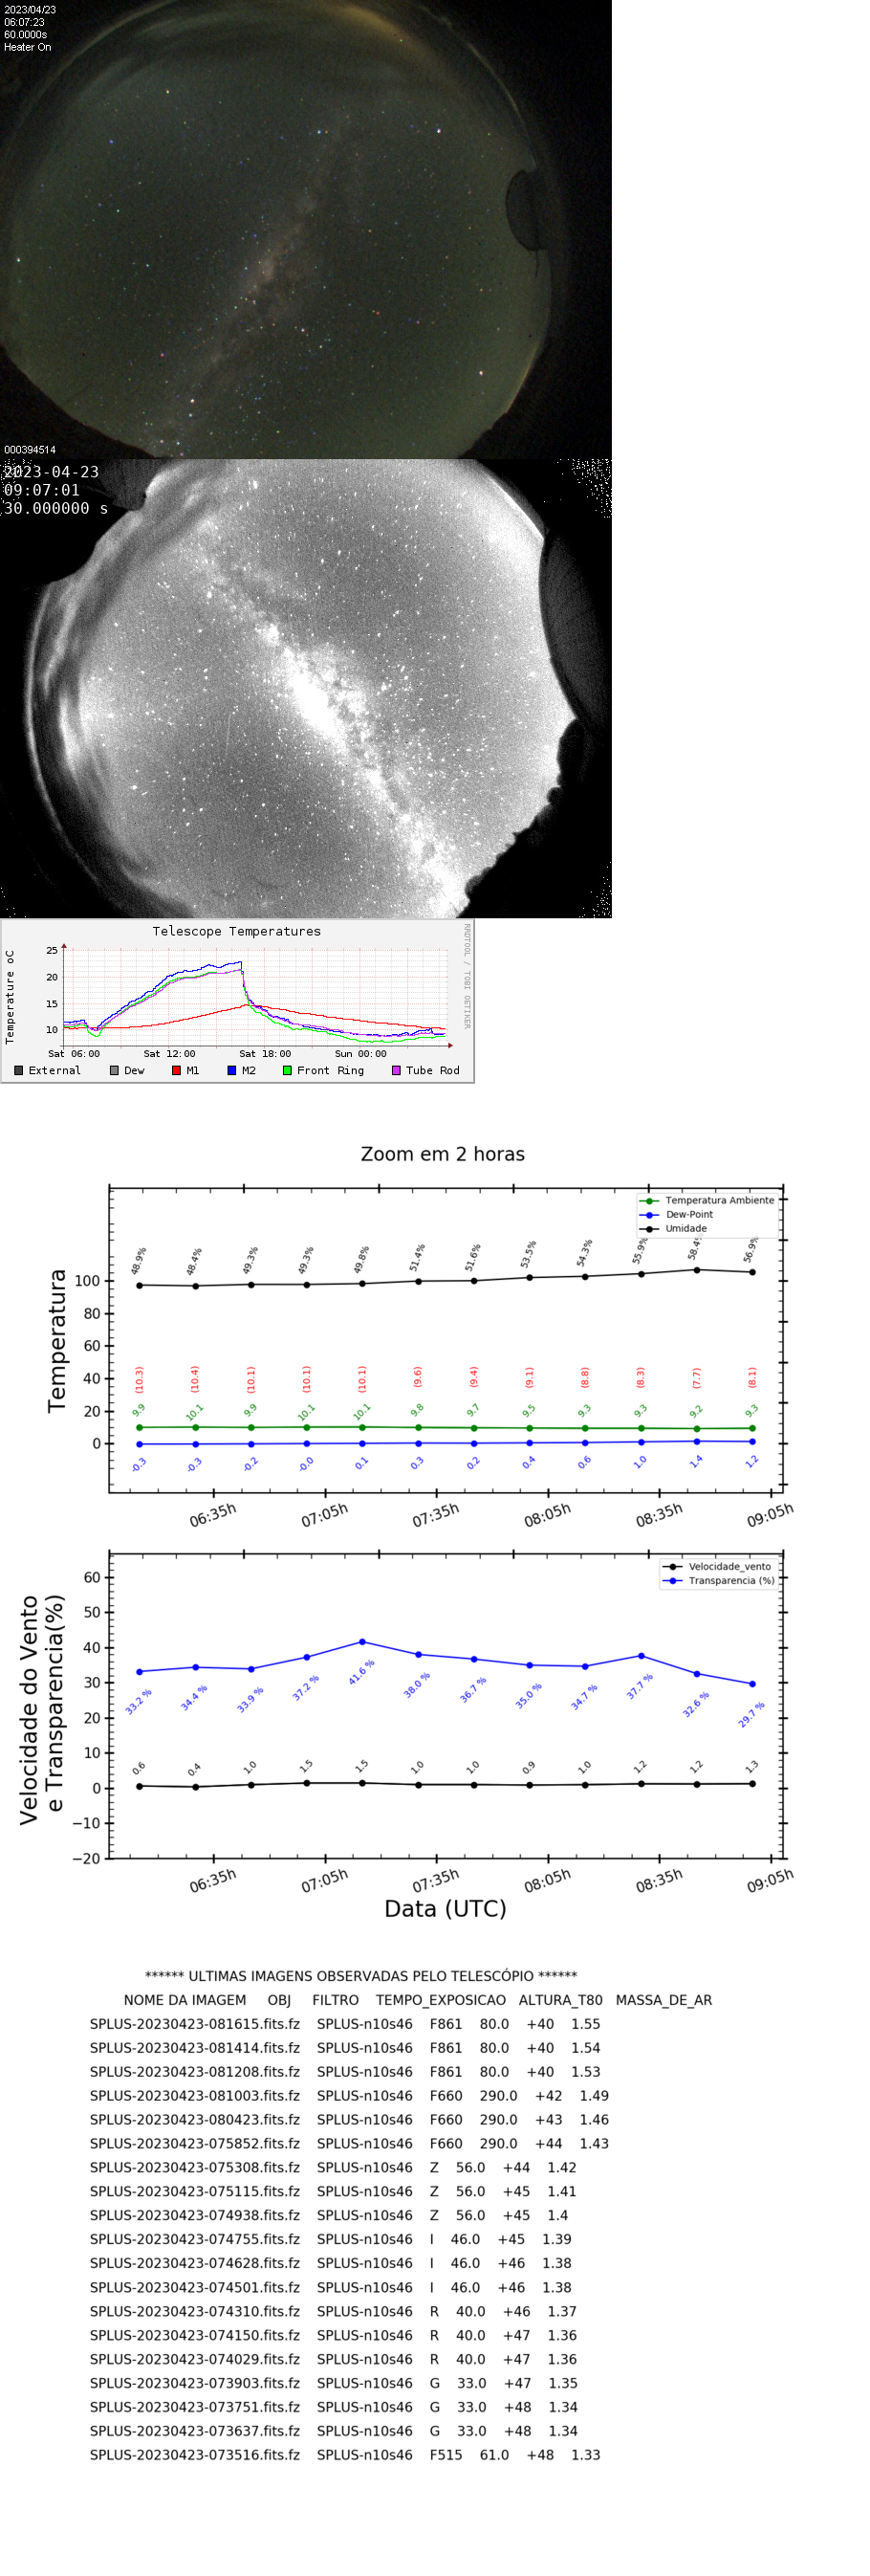 2023/04/23
06:07:23
60.0000s
Heater On
000394514
2023-04-23
09:07:01
30.000000 s
Telescope Temperatures
RRDTOOL / TOBI OETIKER
Temperature oC
25
20
15
10
Sat 06:00 Sat 12:00 Sat 18:00 Sun 00:00
External Dew M1 M2 Front Ring Tube Rod
Zoom em 2 horas
Temperatura Ambiente
Dew-Point
Umidade
Temperatura
48.9% 48.4% 49.3% 49.3% 49.8% 51.4% 51.6% 53.5% 54.3% 55.9% 58.4% 56.9%
100
80
60
40
20
0
(10.3) (10.4) (10.1) (10.1) (10.1) (9.6) (9.4) (9.1) (8.8) (8.3) (7.7) (8.1)
9.9 10.1 9.9 10.1 10.1 9.8 9.7 9.5 9.3 9.3 9.2 9.3
-0.3 -0.3 -0.2 -0.0 0.1 0.3 0.2 0.4 0.6 1.0 1.4 1.2
06:35h 07:05h 07:35h 08:05h 08:35h 09:05h
Velocidade_vento
Transparencia (%)
Velocidade do Vento
e Transparencia(%)
60
50
40
30
20
10
0
−10
−20
33.2 % 34.4 % 33.9 % 37.2 % 41.6 % 38.0 % 36.7 % 35.0 % 34.7 % 37.7 % 32.6 % 29.7 %
0.6 0.4 1.0 1.5 1.5 1.0 1.0 0.9 1.0 1.2 1.2 1.3
06:35h 07:05h 07:35h 08:05h 08:35h 09:05h
Data (UTC)
****** ULTIMAS IMAGENS OBSERVADAS PELO TELESCÓPIO ******
NOME DA IMAGEM OBJ FILTRO TEMPO_EXPOSICAO ALTURA_T80 MASSA_DE_AR
SPLUS-20230423-081615.fits.fz SPLUS-n10s46 F861 80.0 +40 1.55
SPLUS-20230423-081414.fits.fz SPLUS-n10s46 F861 80.0 +40 1.54
SPLUS-20230423-081208.fits.fz SPLUS-n10s46 F861 80.0 +40 1.53
SPLUS-20230423-081003.fits.fz SPLUS-n10s46 F660 290.0 +42 1.49
SPLUS-20230423-080423.fits.fz SPLUS-n10s46 F660 290.0 +43 1.46
SPLUS-20230423-075852.fits.fz SPLUS-n10s46 F660 290.0 +44 1.43
SPLUS-20230423-075308.fits.fz SPLUS-n10s46 Z 56.0 +44 1.42
SPLUS-20230423-075115.fits.fz SPLUS-n10s46 Z 56.0 +45 1.41
SPLUS-20230423-074938.fits.fz SPLUS-n10s46 Z 56.0 +45 1.4
SPLUS-20230423-074755.fits.fz SPLUS-n10s46 I 46.0 +45 1.39
SPLUS-20230423-074628.fits.fz SPLUS-n10s46 I 46.0 +46 1.38
SPLUS-20230423-074501.fits.fz SPLUS-n10s46 I 46.0 +46 1.38
SPLUS-20230423-074310.fits.fz SPLUS-n10s46 R 40.0 +46 1.37
SPLUS-20230423-074150.fits.fz SPLUS-n10s46 R 40.0 +47 1.36
SPLUS-20230423-074029.fits.fz SPLUS-n10s46 R 40.0 +47 1.36
SPLUS-20230423-073903.fits.fz SPLUS-n10s46 G 33.0 +47 1.35
SPLUS-20230423-073751.fits.fz SPLUS-n10s46 G 33.0 +48 1.34
SPLUS-20230423-073637.fits.fz SPLUS-n10s46 G 33.0 +48 1.34
SPLUS-20230423-073516.fits.fz SPLUS-n10s46 F515 61.0 +48 1.33